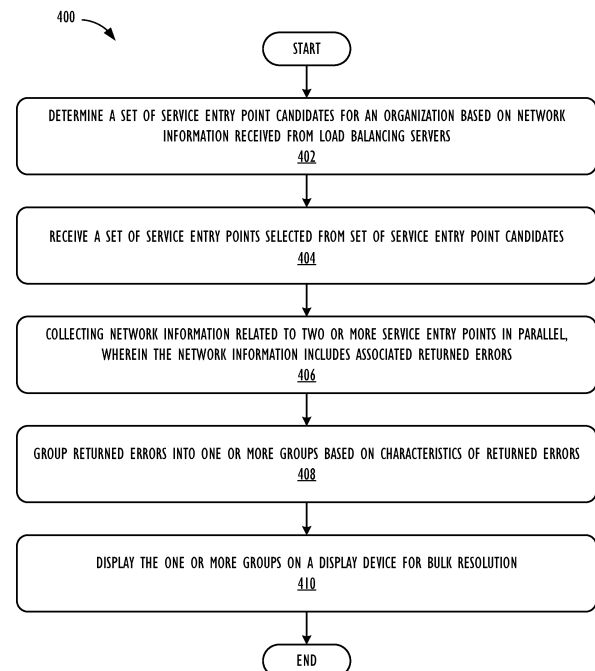 400
START
DETERMINE A SET OF SERVICE ENTRY POINT CANDIDATES FOR AN ORGANIZATION BASED ON NETWORK
INFORMATION RECEIVED FROM LOAD BALANCING SERVERS
402
RECEIVE A SET OF SERVICE ENTRY POINTS SELECTED FROM SET OF SERVICE ENTRY POINT CANDIDATES
404
COLLECTING NETWORK INFORMATION RELATED TO TWO OR MORE SERVICE ENTRY POINTS IN PARALLEL,
WHEREIN THE NETWORK INFORMATION INCLUDES ASSOCIATED RETURNED ERRORS
406
GROUP RETURNED ERRORS INTO ONE OR MORE GROUPS BASED ON CHARACTERISTICS OF RETURNED ERRORS
408
DISPLAY THE ONE OR MORE GROUPS ON A DISPLAY DEVICE FOR BULK RESOLUTION
410
END